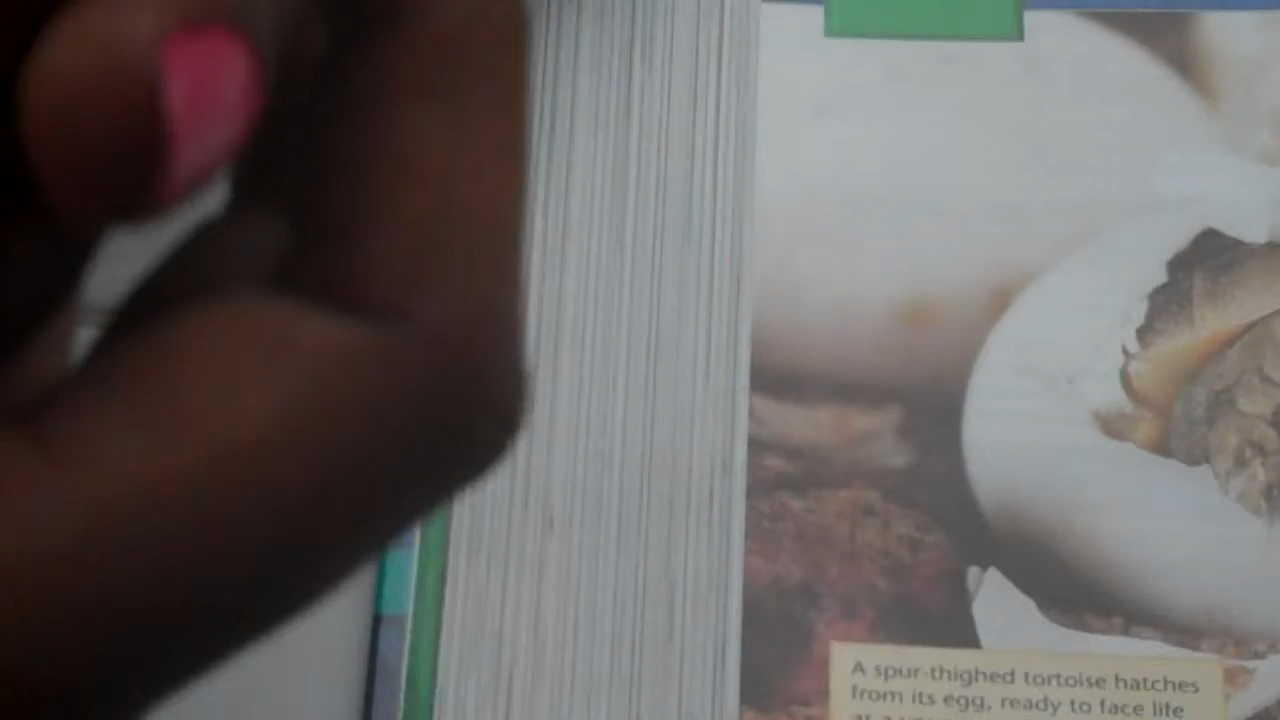 A spur-thighed tortoise hatches
from its egg, ready to face life